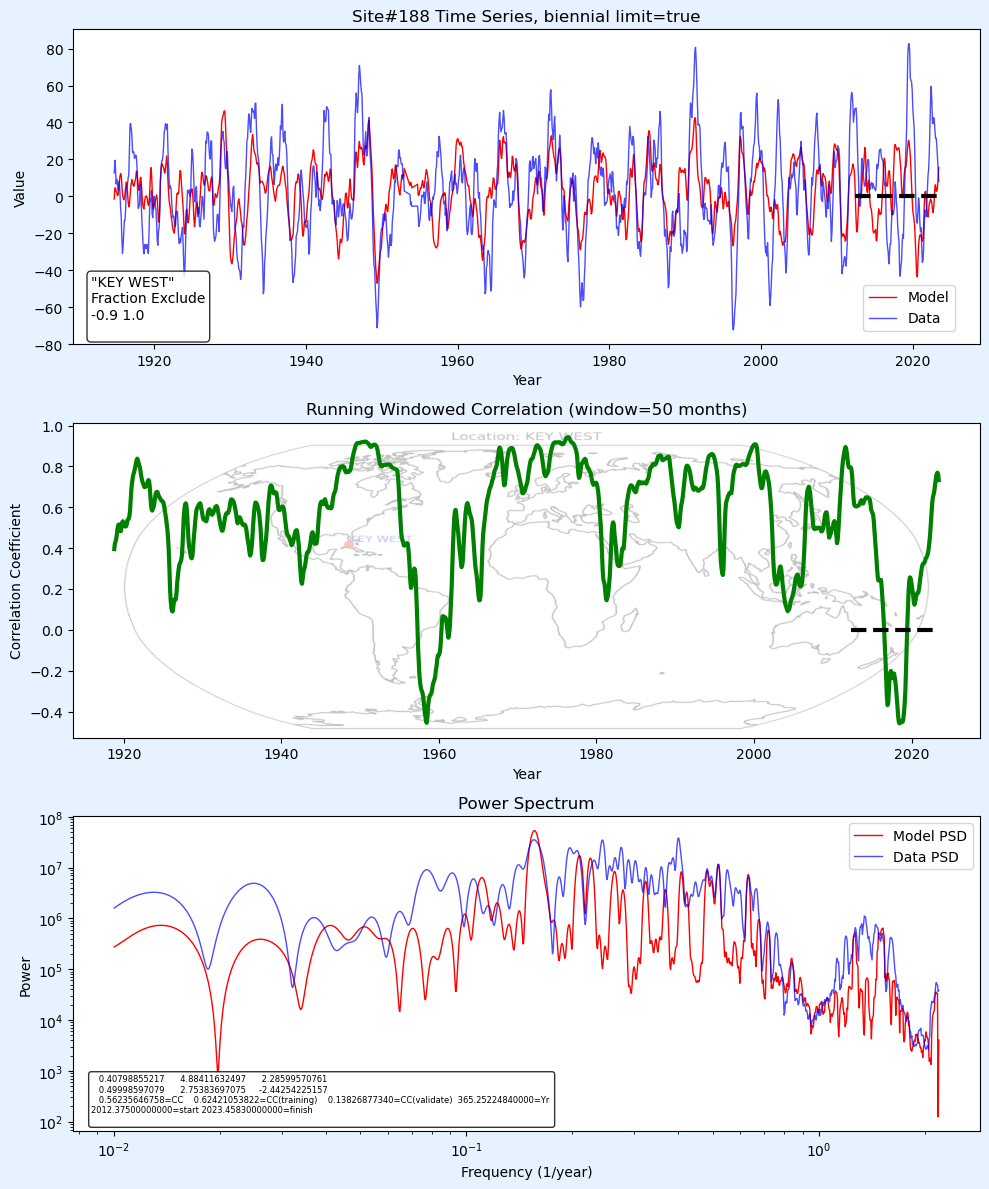 Site#188 Time Series, biennial limit=true
Value
80
60
40
20
0
−20
−40
−60
−80
"KEY WEST"
Fraction Exclude
-0.9 1.0
Model
Data
1920
1940
1960
1980
2000
2020
Year
Running Windowed Correlation (window=50 months)
Correlation Coefficient
1.0
0.8
0.6
0.4
0.2
0.0
−0.2
−0.4
Location: KEY WEST
KEY WEST
1920
1940
1960
1980
2000
2020
Year
Power Spectrum
Power
10⁸
10⁷
10⁶
10⁵
10⁴
10³
10²
Model PSD
Data PSD
0.40798855217 4.88411632497 2.28599570761
0.49998597079 2.75383697075 -2.44254225157
0.56235646758=CC 0.62421053822=CC(training) 0.13826877340=CC(validate) 365.25224840000=Yr
2012.37500000000=start 2023.45830000000=finish
10⁻²
10⁻¹
10⁰
Frequency (1/year)